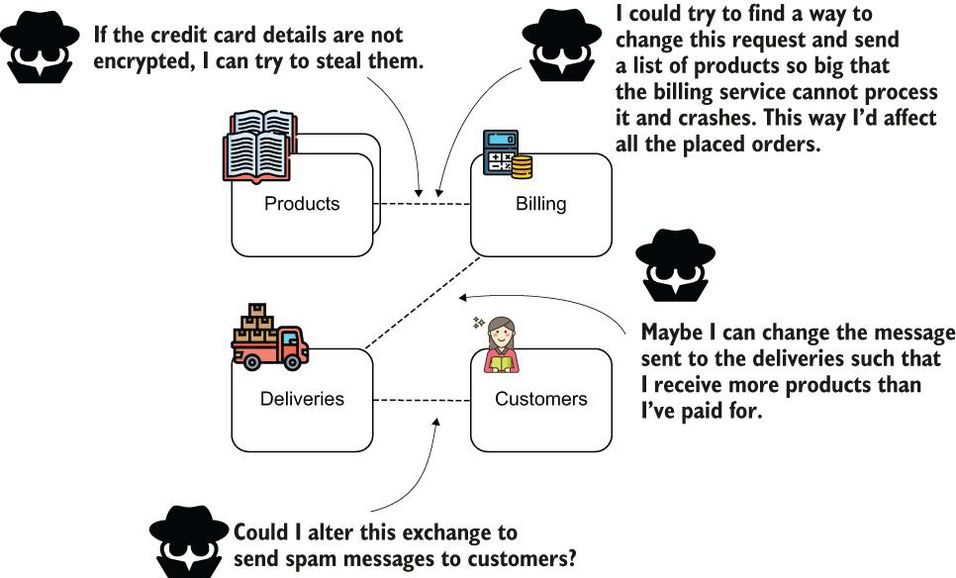 If the credit card details are not
encrypted, I can try to steal them.
I could try to find a way to
change this request and send
a list of products so big that
the billing service cannot process
it and crashes. This way I'd affect
all the placed orders.
Products
Billing
Maybe I can change the message
sent to the deliveries such that
I receive more products than
I've paid for.
Deliveries
Customers
Could I alter this exchange to
send spam messages to customers?